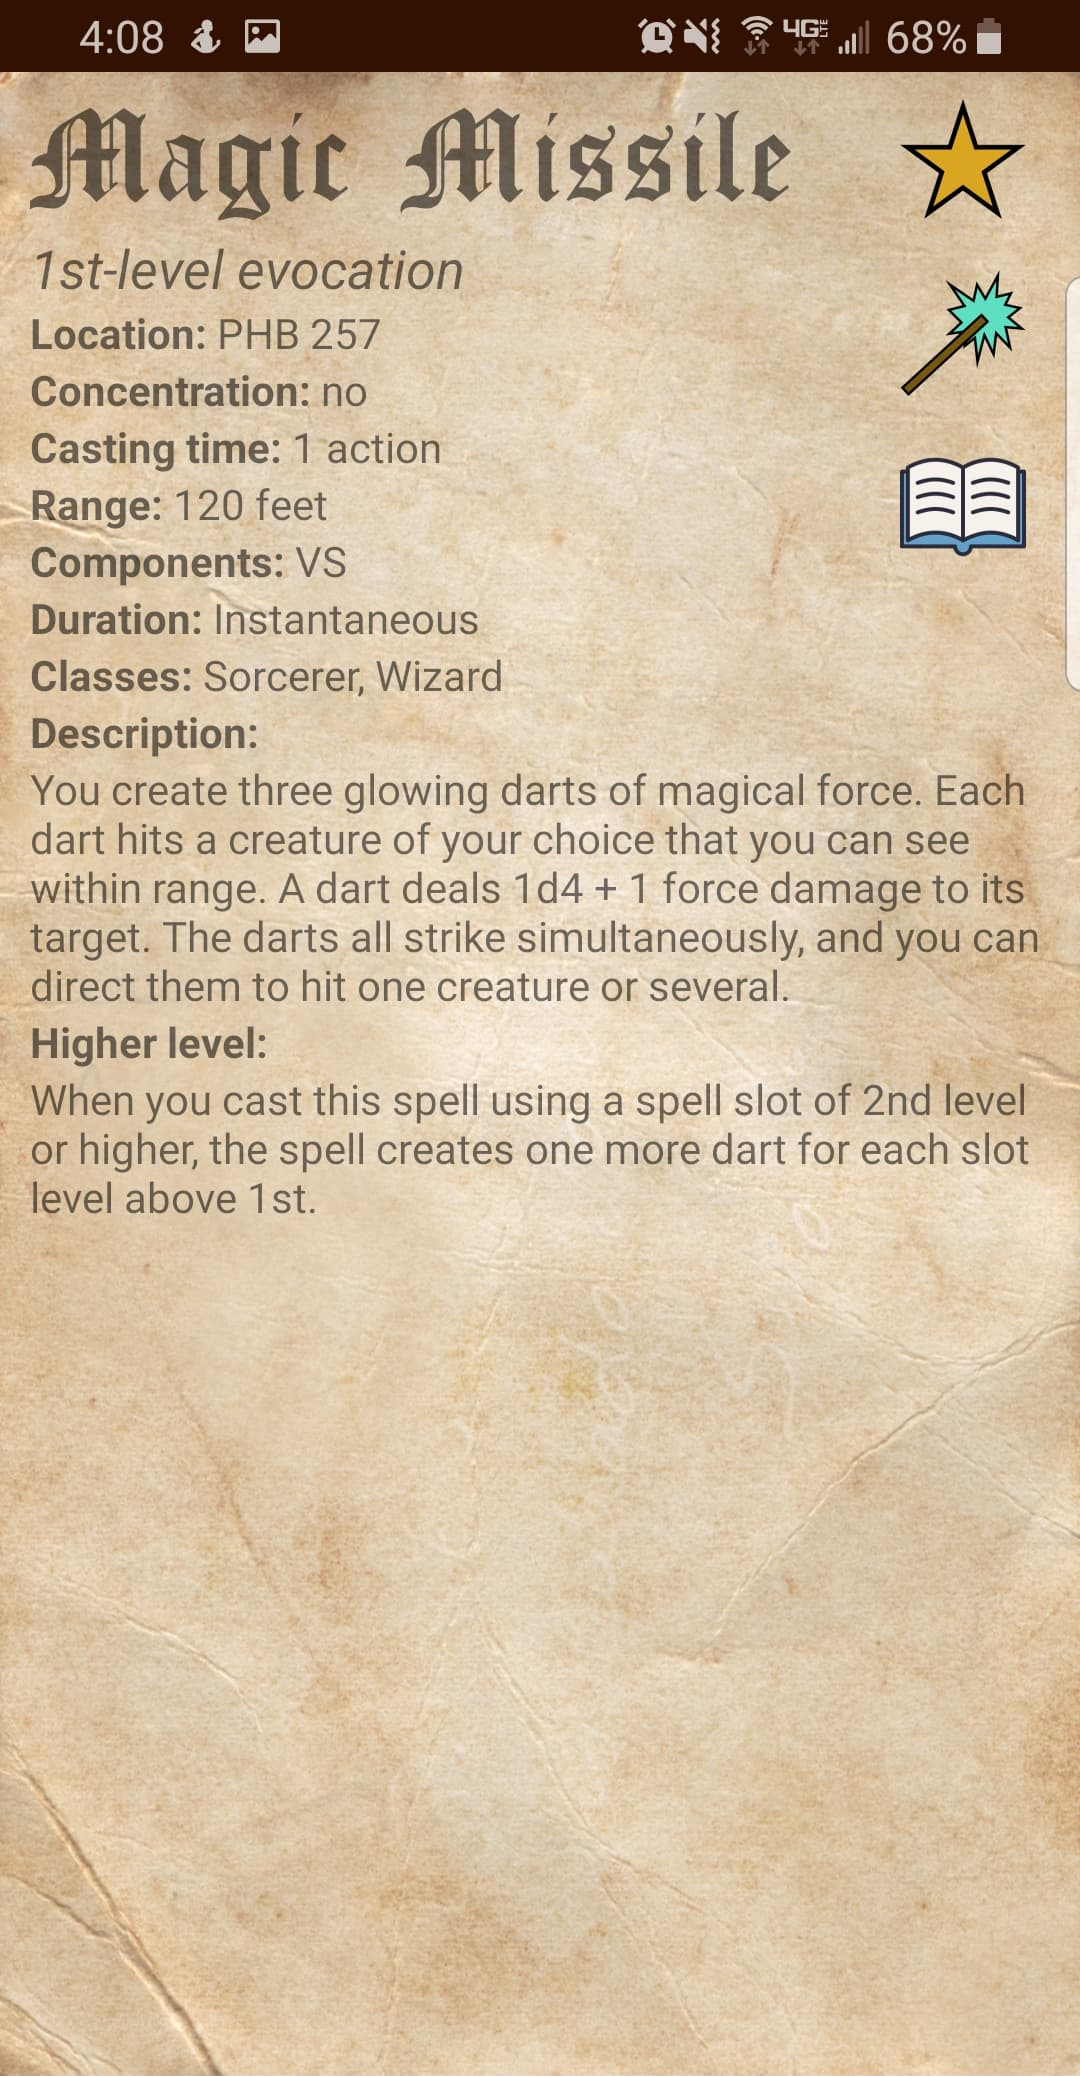 4:08 4G LTE 68%
Magic Missile
1st-level evocation
Location: PHB 257
Concentration: no
Casting time: 1 action
Range: 120 feet
Components: VS
Duration: Instantaneous
Classes: Sorcerer, Wizard
Description:
You create three glowing darts of magical force. Each
dart hits a creature of your choice that you can see
within range. A dart deals 1d4 + 1 force damage to its
target. The darts all strike simultaneously, and you can
direct them to hit one creature or several.
Higher level:
When you cast this spell using a spell slot of 2nd level
or higher, the spell creates one more dart for each slot
level above 1st.